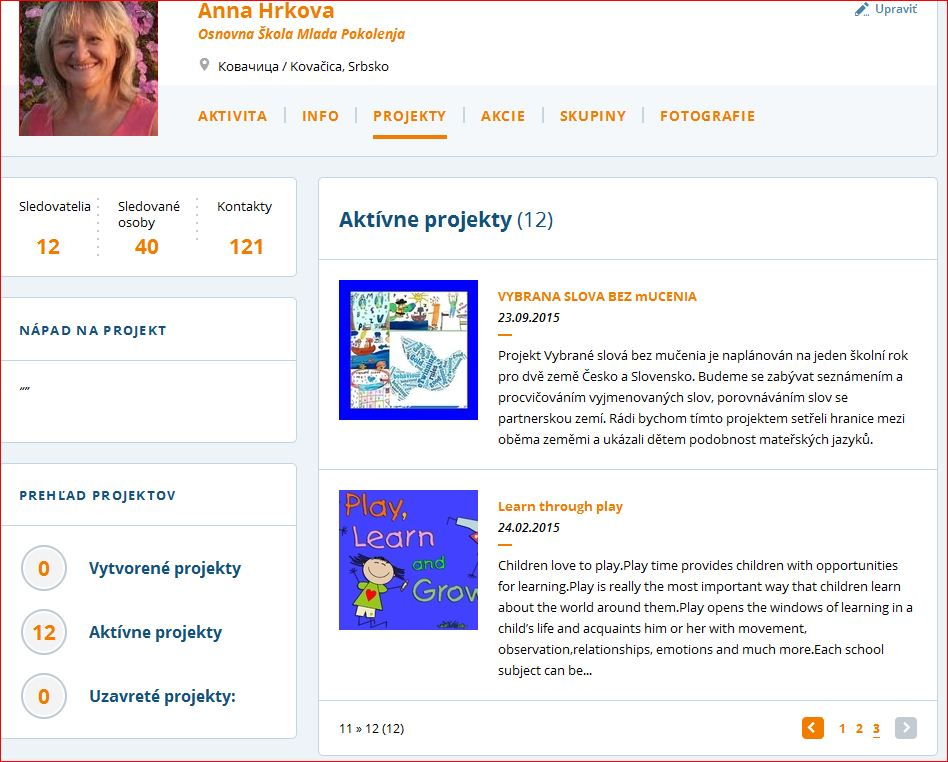 Anna Hrkova
Upraviť
Osnovna Škola Mlada Pokolenja
Ковачица / Kovačica, Srbsko
AKTIVITA
INFO
PROJEKTY
AKCIE
SKUPINY
FOTOGRAFIE
Sledovatelia
12
Sledované
osoby
40
Kontakty
121
NÁPAD NA PROJEKT
„”
PREHĽAD PROJEKTOV
0 Vytvorené projekty
12 Aktívne projekty
0 Uzavreté projekty:
Aktívne projekty (12)
VYBRANA SLOVA BEZ mUCENIA
23.09.2015
Projekt Vybrané slová bez mučenia je naplánován na jeden školní rok
pro dvě země Česko a Slovensko. Budeme se zabývat seznámením a
procvičováním vyjmenovaných slov, porovnáváním slov se
partnerskou zemí. Rádi bychom tímto projektem setřeli hranice mezi
oběma zeměmi a ukázali dětem podobnost mateřských jazyků.
Play,
Learn
and
Grow
Learn through play
24.02.2015
Children love to play.Play time provides children with opportunities
for learning.Play is really the most important way that children learn
about the world around them.Play opens the windows of learning in a
child’s life and acquaints him or her with movement,
observation,relationships, emotions and much more.Each school
subject can be...
11 » 12 (12)
1 2 3